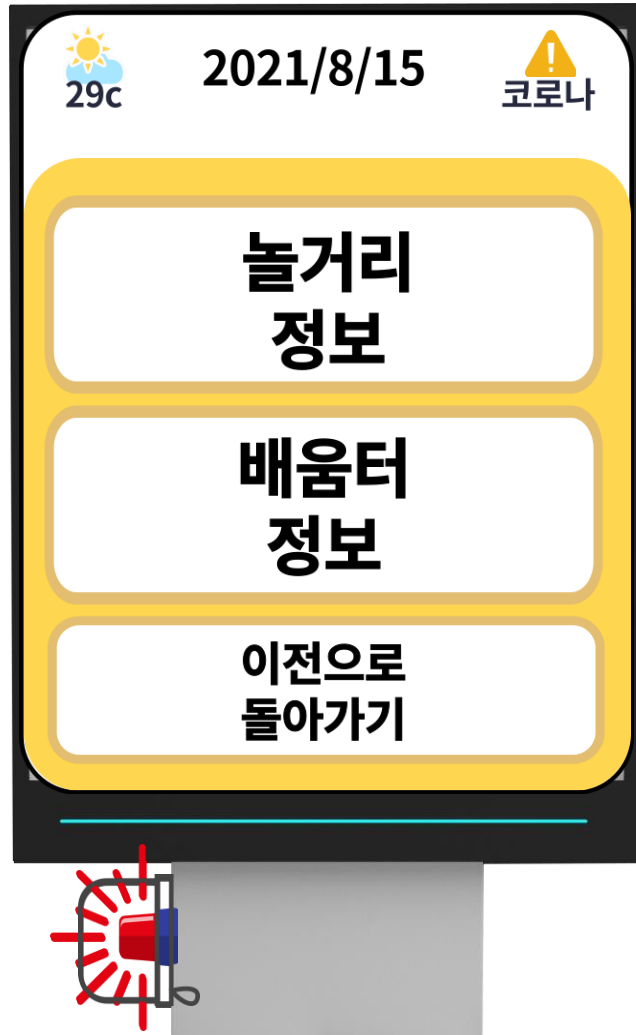 29c
2021/8/15
코로나
놀거리
정보
배움터
정보
이전으로
돌아가기